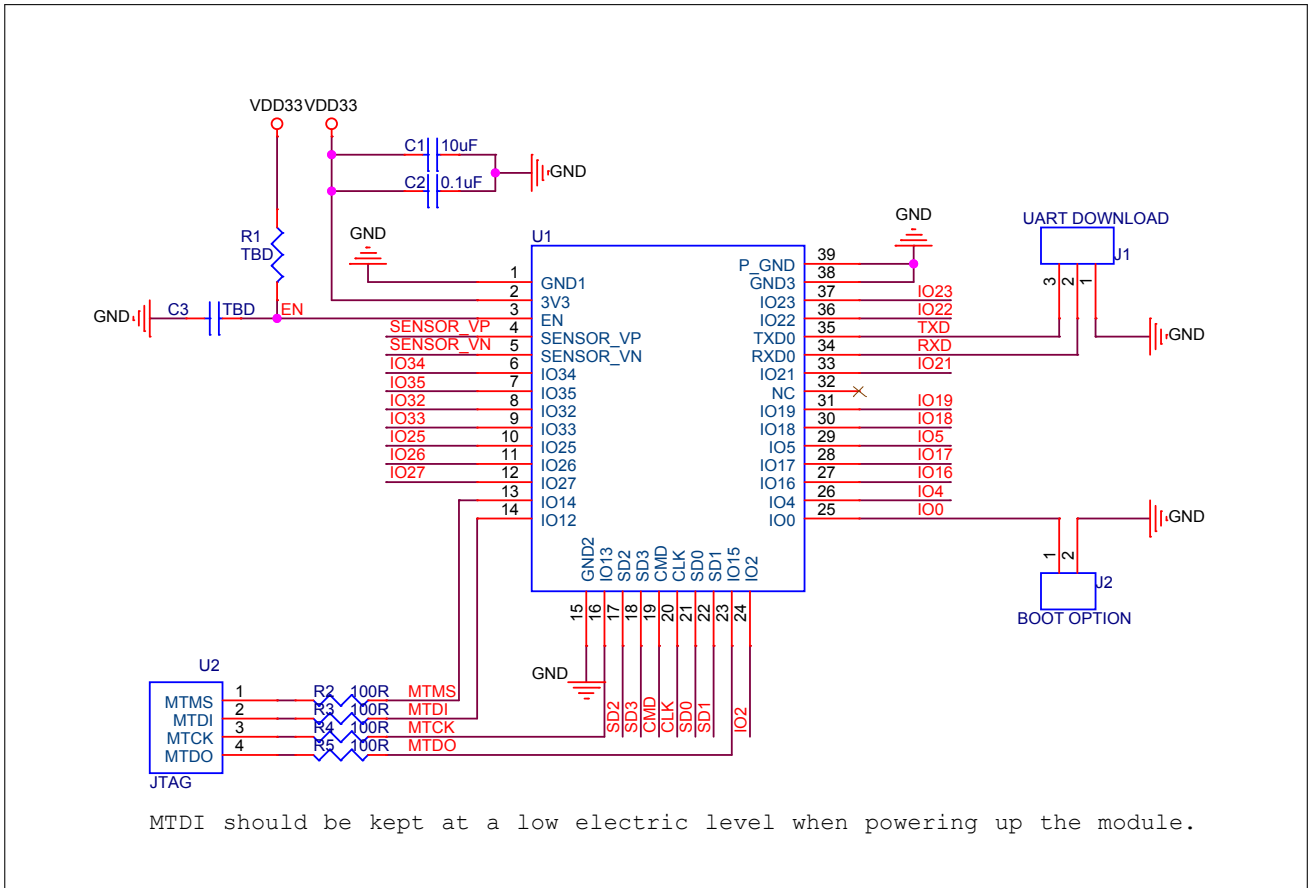 VDD33 VDD33
C1 10uF
C2 0.1uF
GND
R1
TBD
GND
GND
C3 TBD
EN
U1
1 GND1
2 3V3
3 EN
SENSOR_VP 4 SENSOR_VP
SENSOR_VN 5 SENSOR_VN
IO34 6 IO34
IO35 7 IO35
IO32 8 IO32
IO33 9 IO33
IO25 10 IO25
IO26 11 IO26
IO27 12 IO27
13 IO14
14 IO12
GND
P_GND 39
GND3 38
IO23 37 IO23
IO22 36 IO22
TXD0 35 TXD
RXD0 34 RXD
IO21 33 IO21
NC 32
IO19 31 IO19
IO18 30 IO18
IO5 29 IO5
IO17 28 IO17
IO16 27 IO16
IO4 26 IO4
IO0 25 IO0
UART DOWNLOAD
J1
3 2 1
GND
GND
1 2
J2
BOOT OPTION
GND2 IO13 SD2 SD3 CMD CLK SD0 SD1 IO15 IO2
15 16 17 18 19 20 21 22 23 24
GND
SD2 SD3 CMD CLK SD0 SD1 IO2
U2
MTMS 1 R2 100R MTMS
MTDI 2 R3 100R MTDI
MTCK 3 R4 100R MTCK
MTDO 4 R5 100R MTDO
JTAG
MTDI should be kept at a low electric level when powering up the module.